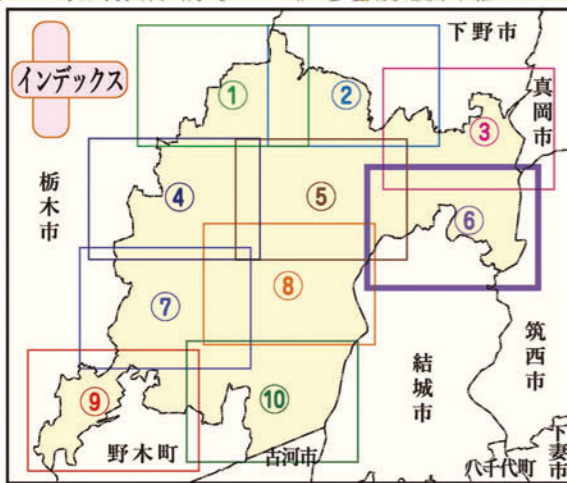 インデックス
下野市
真岡市
栃木市
①
②
③
④
⑤
⑥
⑦
⑧
⑨
⑩
筑西市
結城市
野木町
古河市
八千代町
下妻市